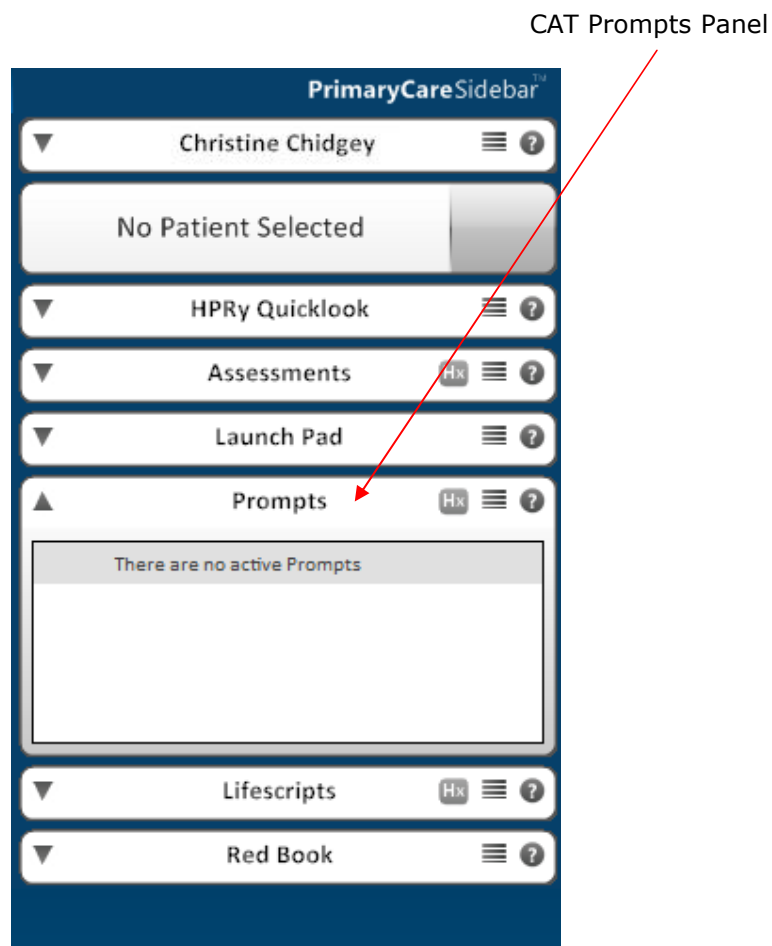 CAT Prompts Panel
PrimaryCareSidebar™
Christine Chidgey ?
No Patient Selected
HPRy Quicklook ?
Assessments Hx ?
Launch Pad ?
Prompts Hx ?
There are no active Prompts
Lifescripts Hx ?
Red Book ?